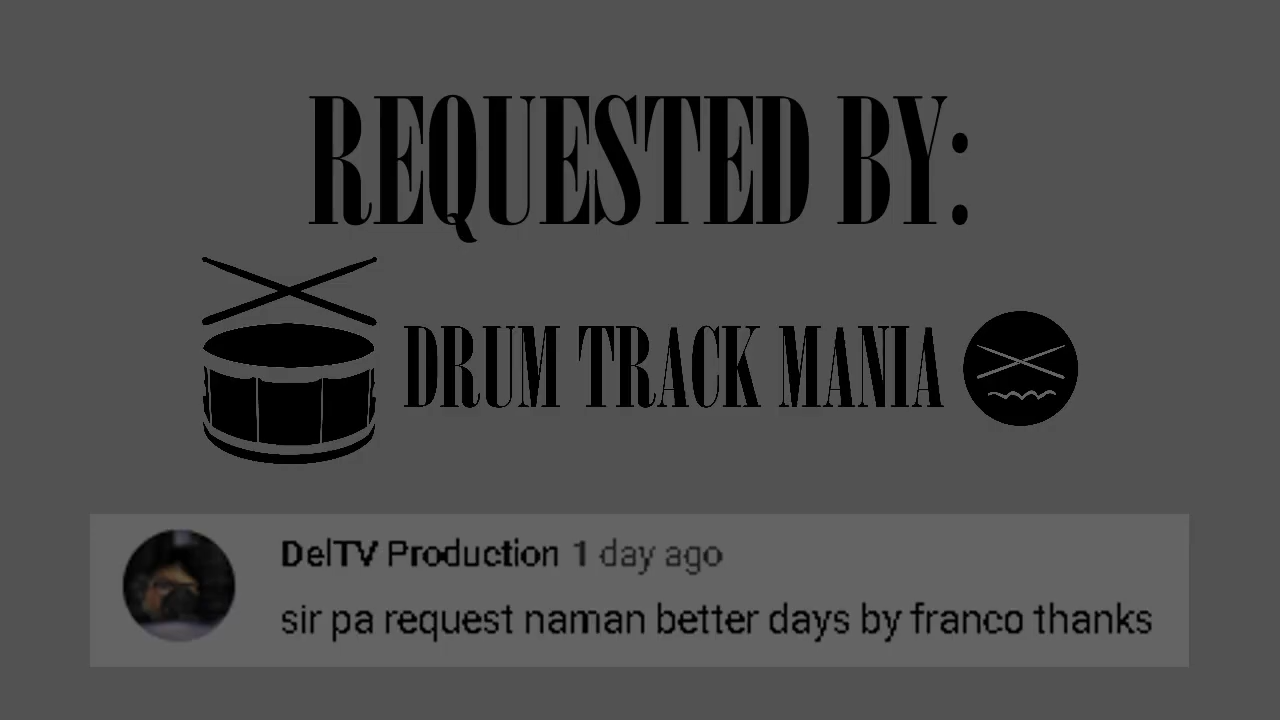 REQUESTED BY:
DRUM TRACK MANIA
DelTV Production 1 day ago
sir pa request naman better days by franco thanks